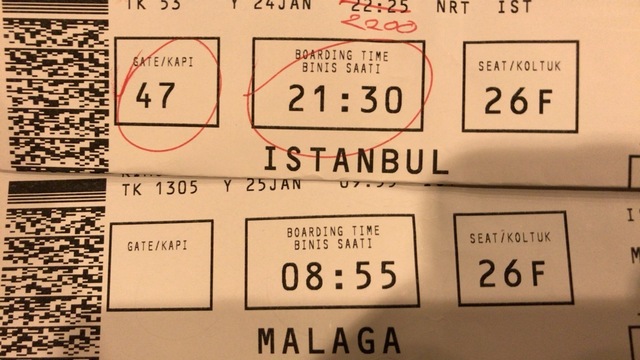 TK 53 Y 24JAN 22:25 NRT IST
2200
GATE/KAPI
47
BOARDING TIME
BINIS SAATI
21:30
SEAT/KOLTUK
26F
ISTANBUL
TK 1305 Y 25JAN
GATE/KAPI
BOARDING TIME
BINIS SAATI
08:55
SEAT/KOLTUK
26F
MALAGA